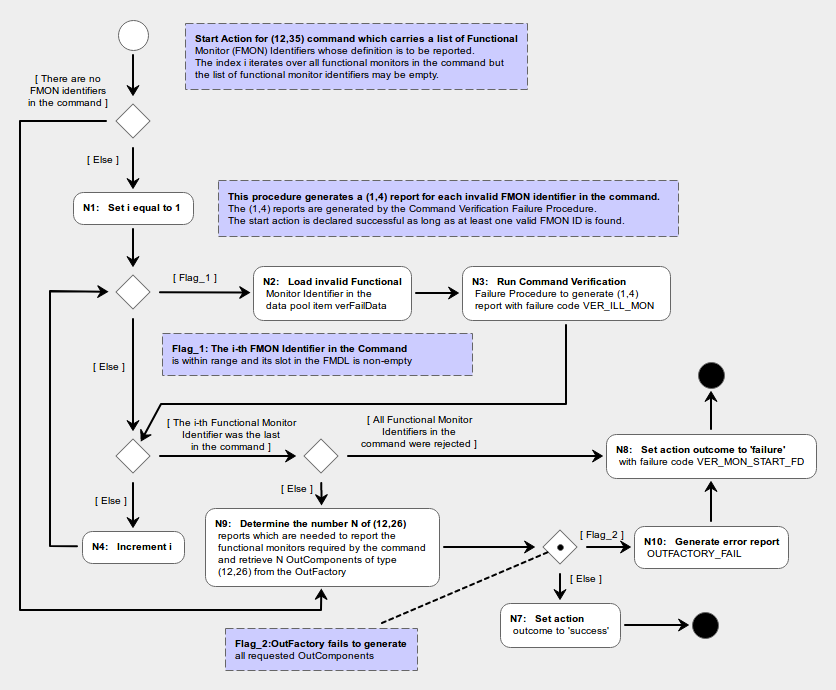 Start Action for (12,35) command which carries a list of Functional
Monitor (FMON) Identifiers whose definition is to be reported.
The index i iterates over all functional monitors in the command but
the list of functional monitor identifiers may be empty.
[ There are no
FMON identifiers
in the command ]
[ Else ]
N1: Set i equal to 1
This procedure generates a (1,4) report for each invalid FMON identifier in the command.
The (1,4) reports are generated by the Command Verification Failure Procedure.
The start action is declared successful as long as at least one valid FMON ID is found.
[ Flag_1 ]
N2: Load invalid Functional
Monitor Identifier in the
data pool item verFailData
N3: Run Command Verification
Failure Procedure to generate (1,4)
report with failure code VER_ILL_MON
Flag_1: The i-th FMON Identifier in the Command
is within range and its slot in the FMDL is non-empty
[ Else ]
[ The i-th Functional Monitor
Identifier was the last
in the command ]
[ All Functional Monitor
Identifiers in the
command were rejected ]
N8: Set action outcome to 'failure'
with failure code VER_MON_START_FD
[ Else ]
[ Else ]
N4: Increment i
N9: Determine the number N of (12,26)
reports which are needed to report the
functional monitors required by the command
and retrieve N OutComponents of type
(12,26) from the OutFactory
[ Flag_2 ]
N10: Generate error report
OUTFACTORY_FAIL
[ Else ]
N7: Set action
outcome to 'success'
Flag_2:OutFactory fails to generate
all requested OutComponents